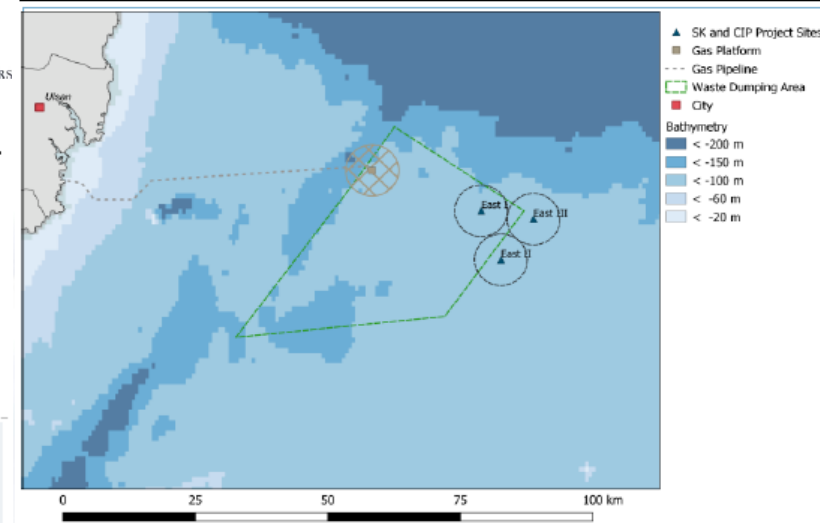 RS
Ulsan
East I
East III
East II
SK and CIP Project Sites
Gas Platform
Gas Pipeline
Waste Dumping Area
City
Bathymetry
< -200 m
< -150 m
< -100 m
< -60 m
< -20 m
0 25 50 75 100 km